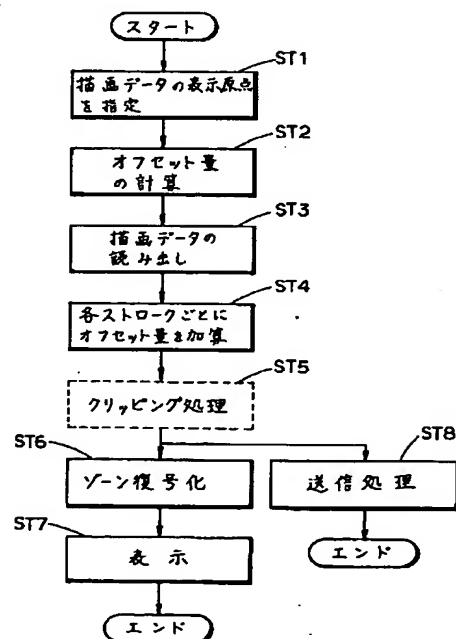 スタート
ST1
描画データの表示原点
を指定
ST2
オフセット量
の計算
ST3
描画データの
読み出し
ST4
各ストロークごとに
オフセット量を加算
ST5
クリッピング処理
ST6
ゾーン復号化
ST8
送信処理
ST7
表示
エンド
エンド